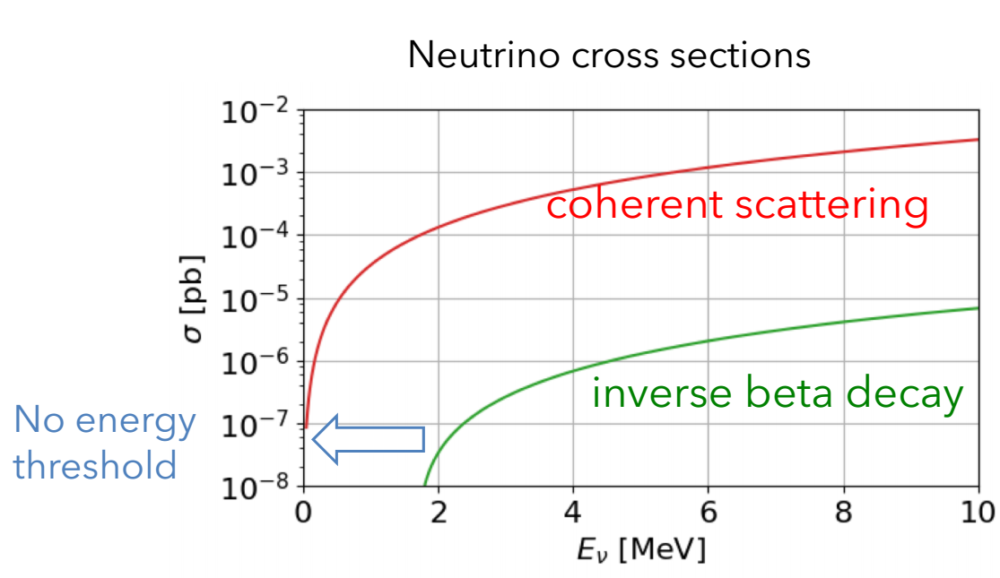 Neutrino cross sections
10⁻²
10⁻³
10⁻⁴
10⁻⁵
10⁻⁶
10⁻⁷
10⁻⁸
σ [pb]
coherent scattering
inverse beta decay
No energy
threshold
0 2 4 6 8 10
Eᵥ [MeV]